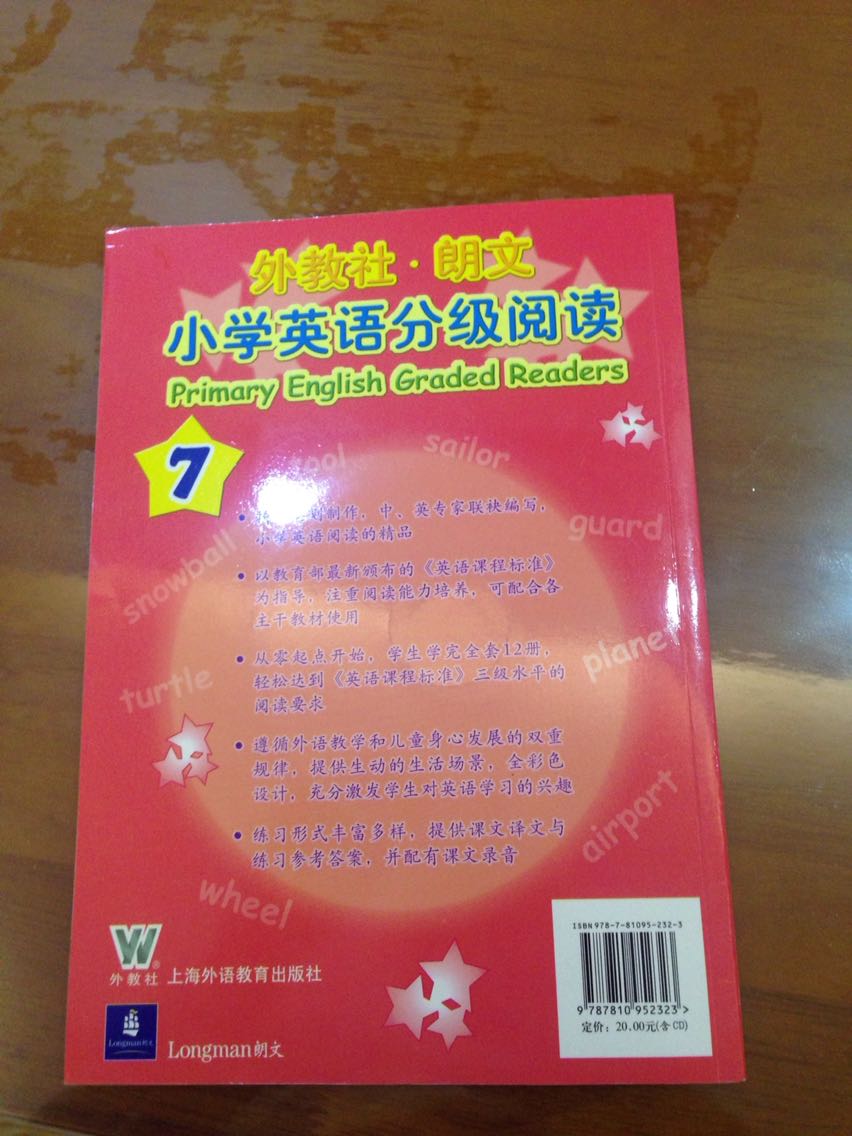 外教社·朗文
小学英语分级阅读
Primary English Graded Readers
7
sailor
guard
snowball
plane
turtle
airport
wheel
制作，中、英专家联袂编写，
小学英语阅读的精品
以教育部最新颁布的《英语课程标准》
为指导，注重阅读能力培养，可配合各
主干教材使用
从零起点开始，学生学完全套12册，
轻松达到《英语课程标准》三级水平的
阅读要求
遵循外语教学和儿童身心发展的双重
规律，提供生动的生活场景，全彩色
设计，充分激发学生对英语学习的兴趣
练习形式丰富多样，提供课文译文与
练习参考答案，并配有课文录音
W
外教社® 上海外语教育出版社
Longman朗文
Longman朗文
ISBN 978-7-81095-232-3
9 787810 952323 >
定价：20.00元(含CD)